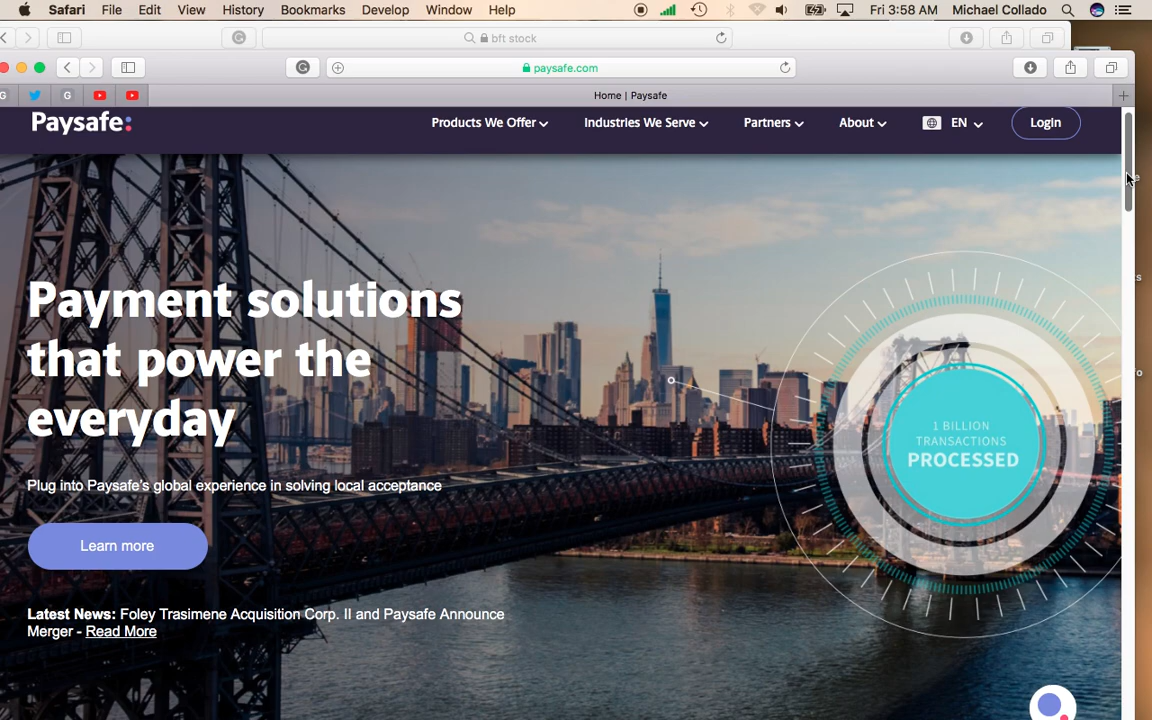 Safari File Edit View History Bookmarks Develop Window Help Fri 3:58 AM Michael Collado
bft stock
paysafe.com
Home | Paysafe
Paysafe:
Products We Offer Industries We Serve Partners About EN Login
Payment solutions
that power the
everyday
1 BILLION
TRANSACTIONS
PROCESSED
Plug into Paysafe's global experience in solving local acceptance
Learn more
Latest News: Foley Trasimene Acquisition Corp. II and Paysafe Announce
Merger - Read More